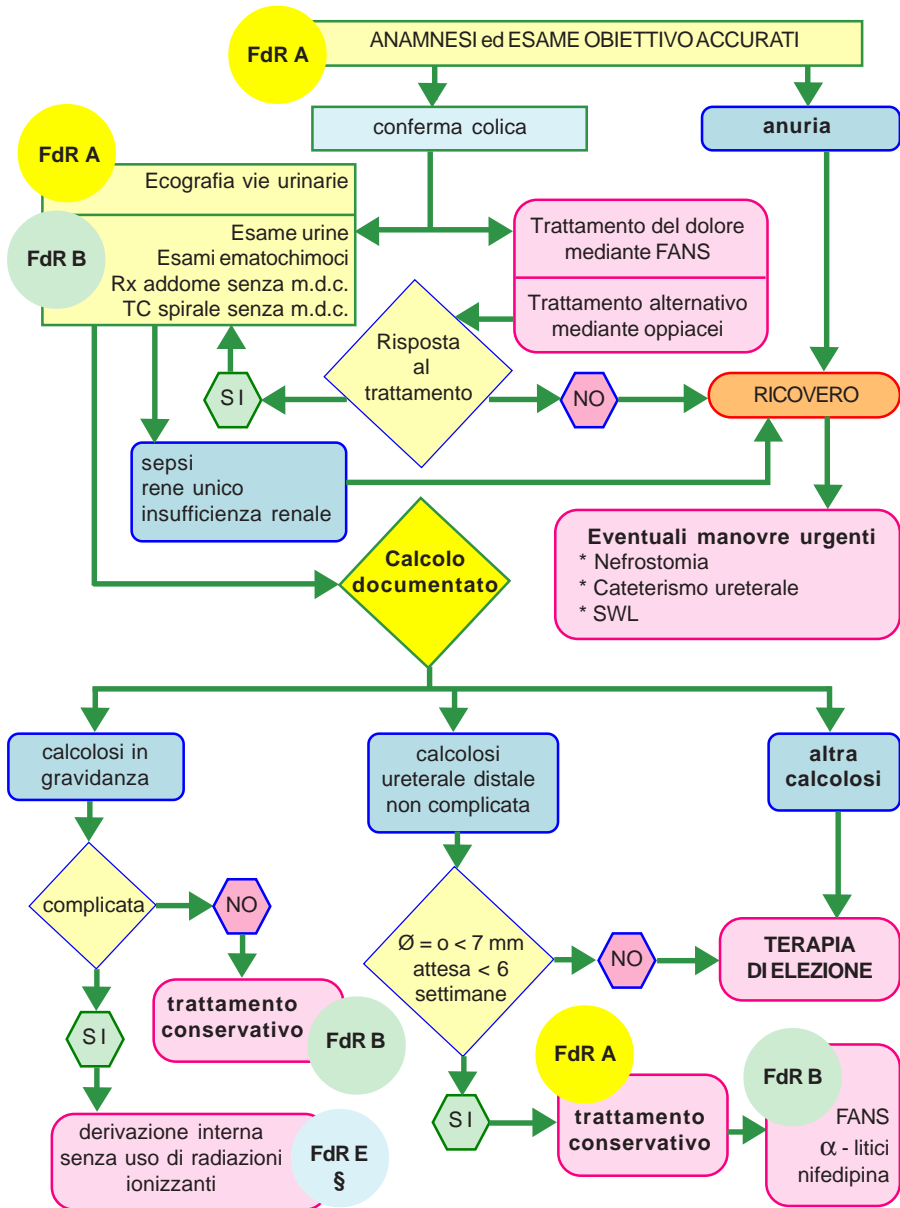 FdR A
ANAMNESI ed ESAME OBIETTIVO ACCURATI
conferma colica
anuria
FdR A
Ecografia vie urinarie
FdR B
Esame urine
Esami ematochimoci
Rx addome senza m.d.c.
TC spirale senza m.d.c.
Trattamento del dolore
mediante FANS
Trattamento alternativo
mediante oppiacei
Risposta
al
trattamento
SI
NO
RICOVERO
sepsi
rene unico
insufficienza renale
Eventuali manovre urgenti
* Nefrostomia
* Cateterismo ureterale
* SWL
Calcolo
documentato
calcolosi in
gravidanza
calcolosi
ureterale distale
non complicata
altra
calcolosi
complicata
NO
trattamento
conservativo
FdR B
SI
derivazione interna
senza uso di radiazioni
ionizzanti
FdR E
§
Ø = o < 7 mm
attesa < 6
settimane
NO
TERAPIA
DI ELEZIONE
SI
FdR A
trattamento
conservativo
FdR B
FANS
α - litici
nifedipina